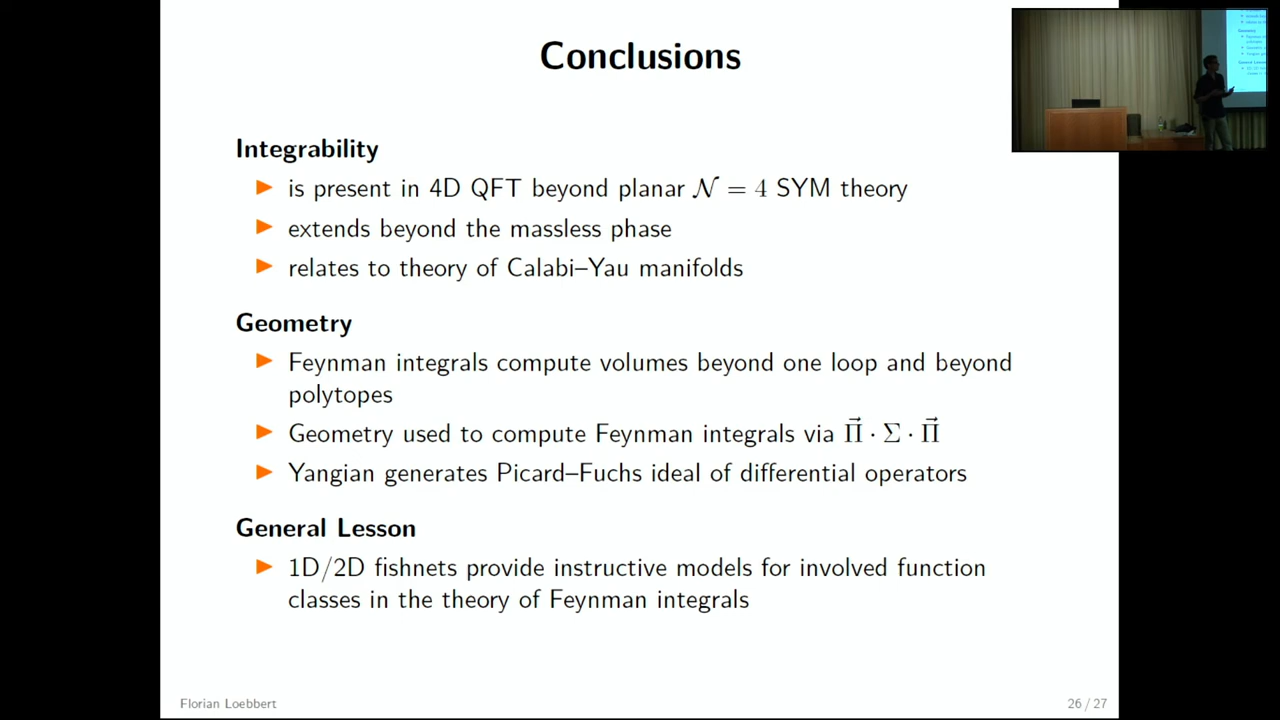 Conclusions
Integrability
▶ is present in 4D QFT beyond planar 𝒩 = 4 SYM theory
▶ extends beyond the massless phase
▶ relates to theory of Calabi–Yau manifolds
Geometry
▶ Feynman integrals compute volumes beyond one loop and beyond
polytopes
▶ Geometry used to compute Feynman integrals via Π⃗ · Σ · Π⃗
▶ Yangian generates Picard–Fuchs ideal of differential operators
General Lesson
▶ 1D/2D fishnets provide instructive models for involved function
classes in the theory of Feynman integrals
Florian Loebbert
26 / 27